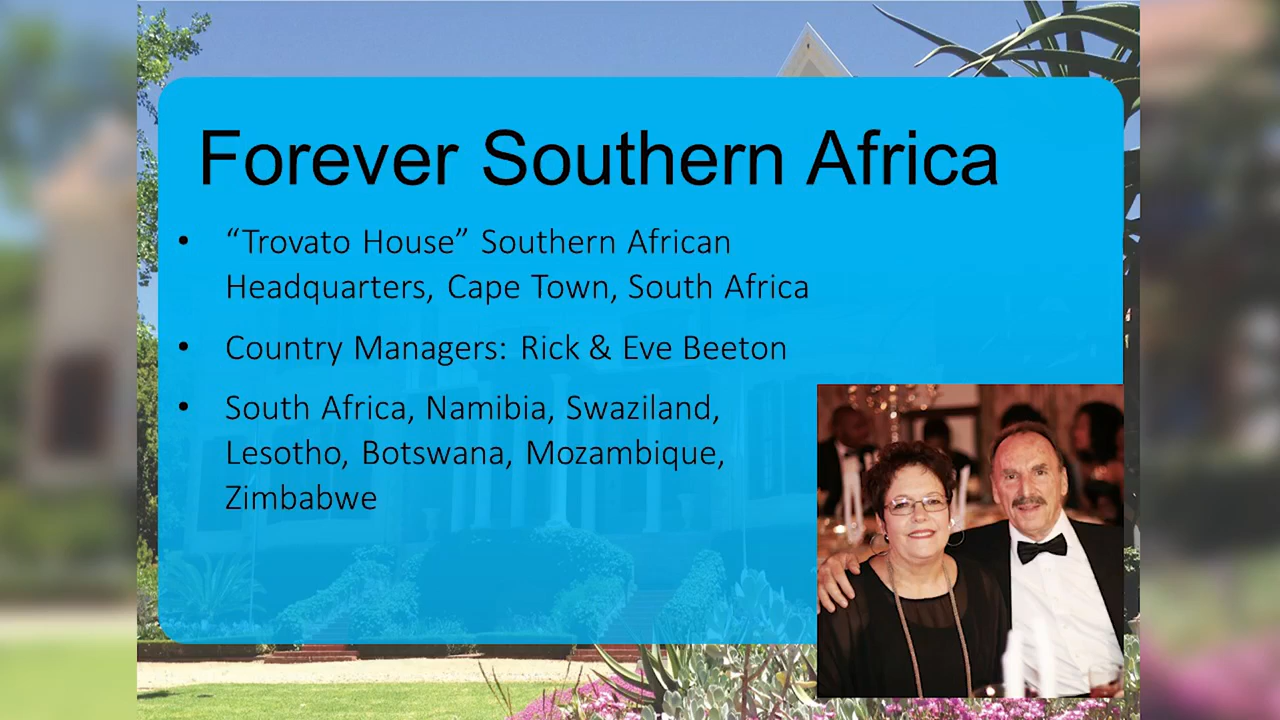 Forever Southern Africa
• “Trovato House” Southern African
Headquarters, Cape Town, South Africa
• Country Managers: Rick & Eve Beeton
• South Africa, Namibia, Swaziland,
Lesotho, Botswana, Mozambique,
Zimbabwe